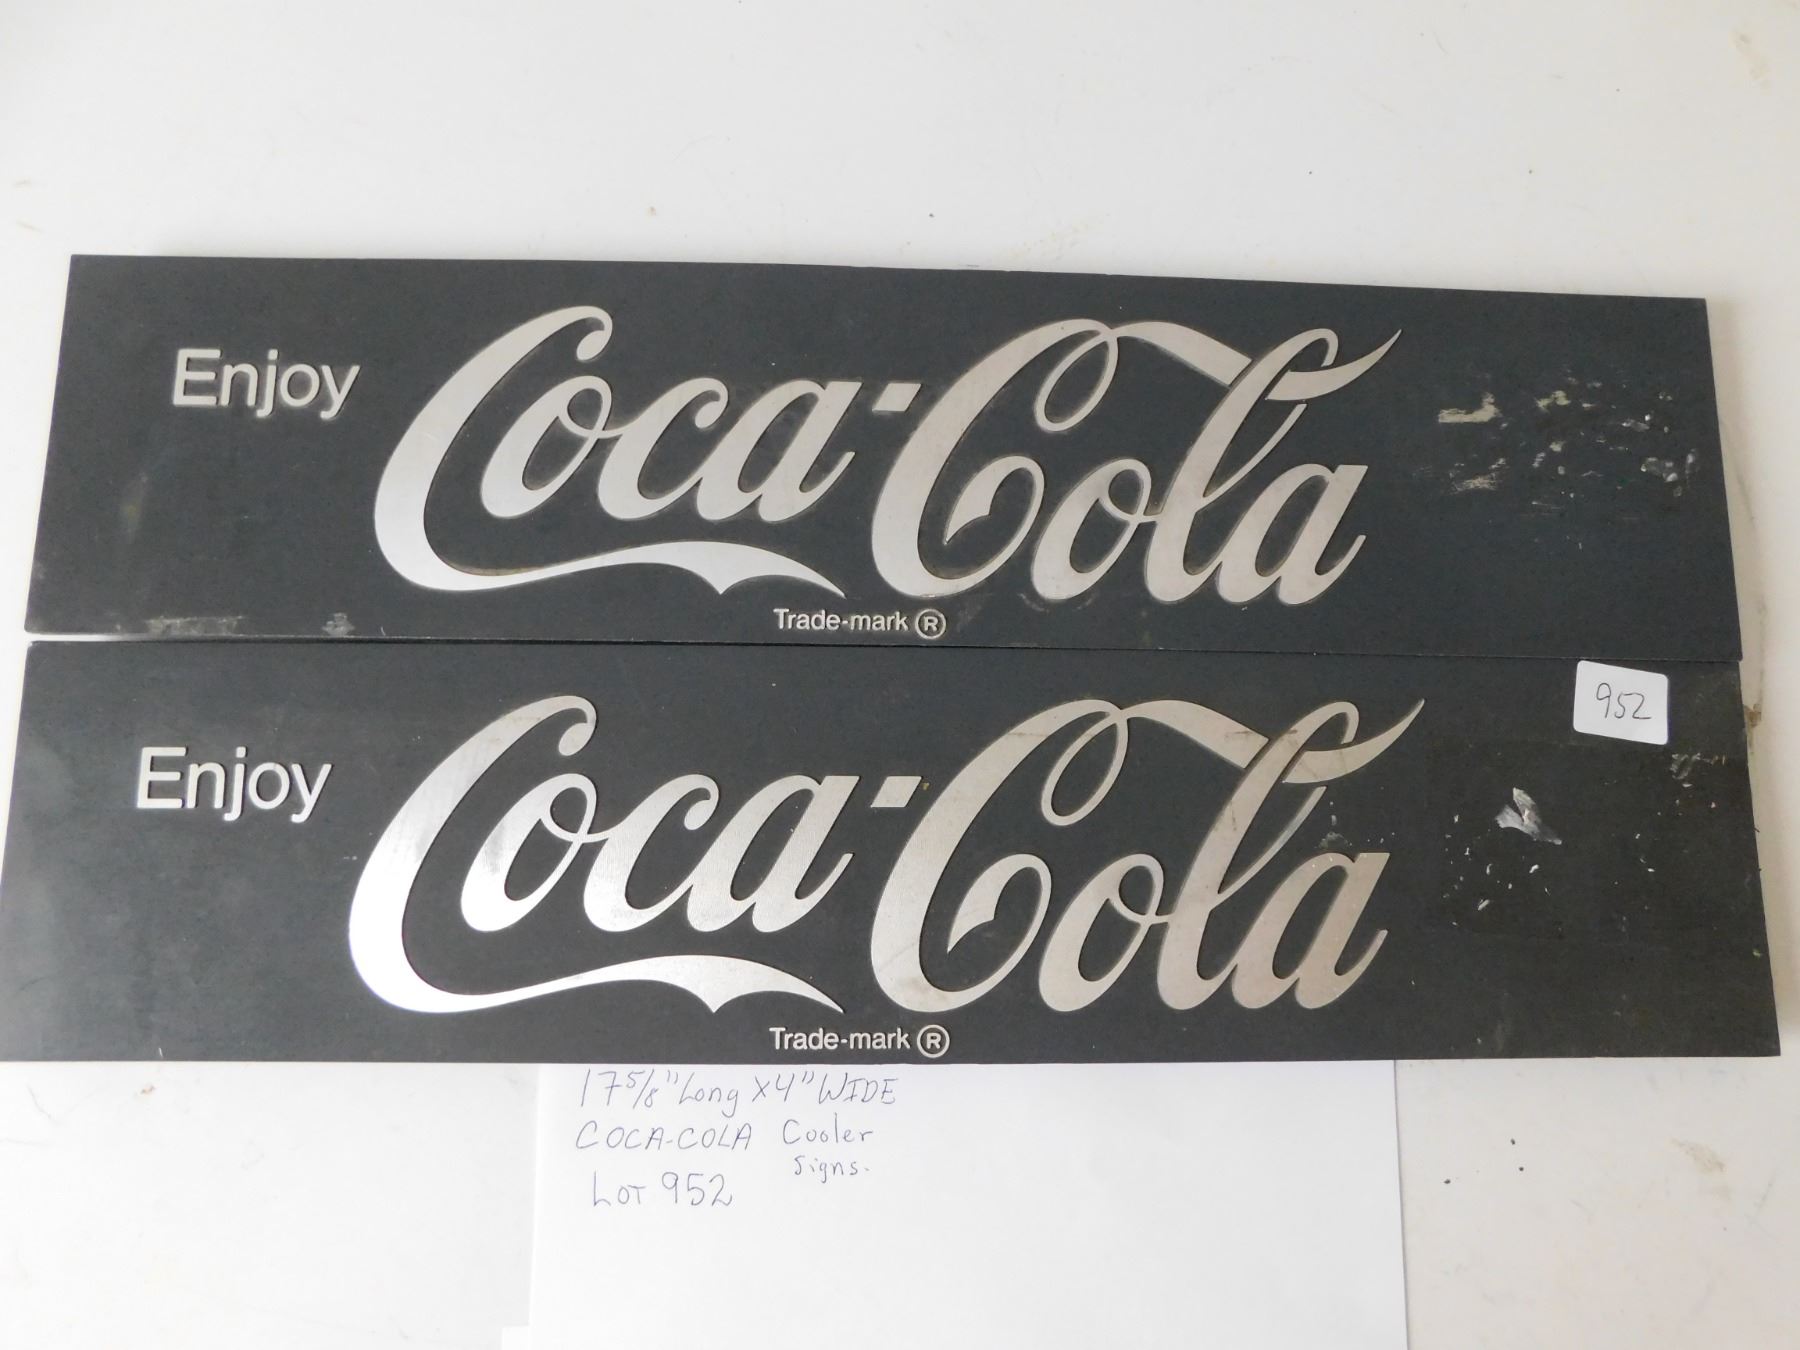 Enjoy Coca-Cola
Trade-mark ®
952
Enjoy Coca-Cola
Trade-mark ®
17 5/8" Long X 4" WIDE
COCA-COLA Cooler
Signs.
LOT 952